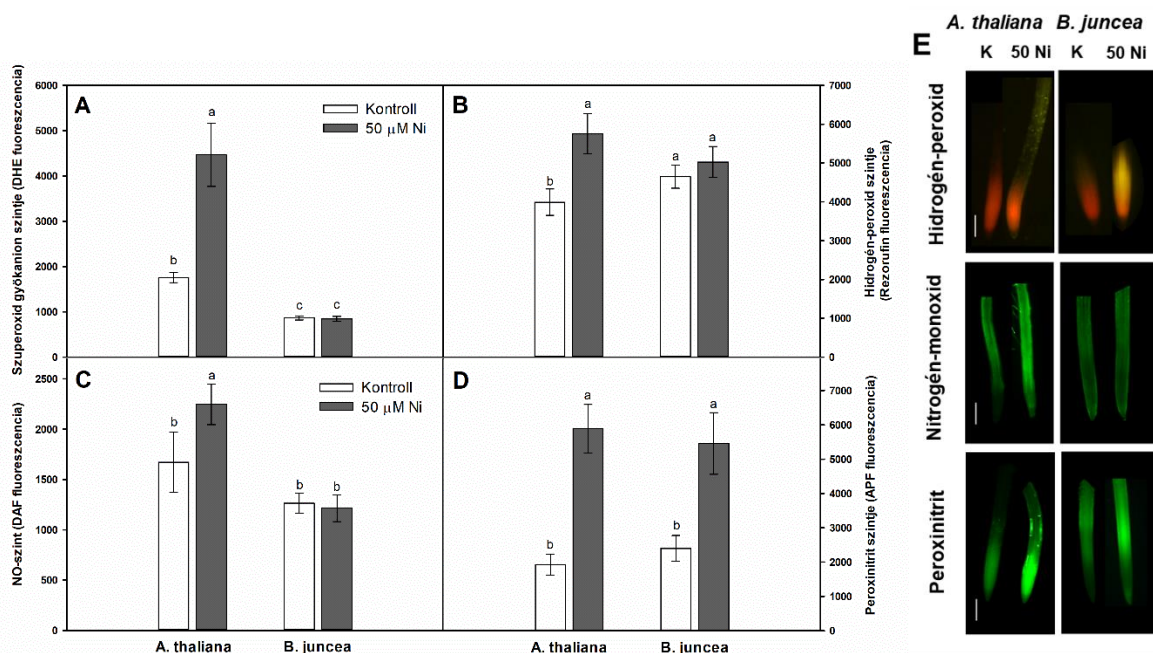 A. thaliana B. juncea
E
K 50 Ni K 50 Ni
Szuperoxid gyökanion szintje (DHE fluoreszcencia)
6000
5000
4000
3000
2000
1000
0
A
Kontroll
50 μM Ni
b
a
c
c
B
b
a
a
a
7000
6000
5000
4000
3000
2000
1000
0
Hidrogén-peroxid szintje
(Rezorufin fluoreszcencia)
NO-szint (DAF fluoreszcencia)
2500
2000
1500
1000
500
0
C
Kontroll
50 μM Ni
b
a
b
b
A. thaliana B. juncea
D
b
a
b
a
A. thaliana B. juncea
7000
6000
5000
4000
3000
2000
1000
0
Peroxinitrit szintje (APF fluoreszcencia)
Hidrogén-peroxid
Nitrogén-monoxid
Peroxinitrit